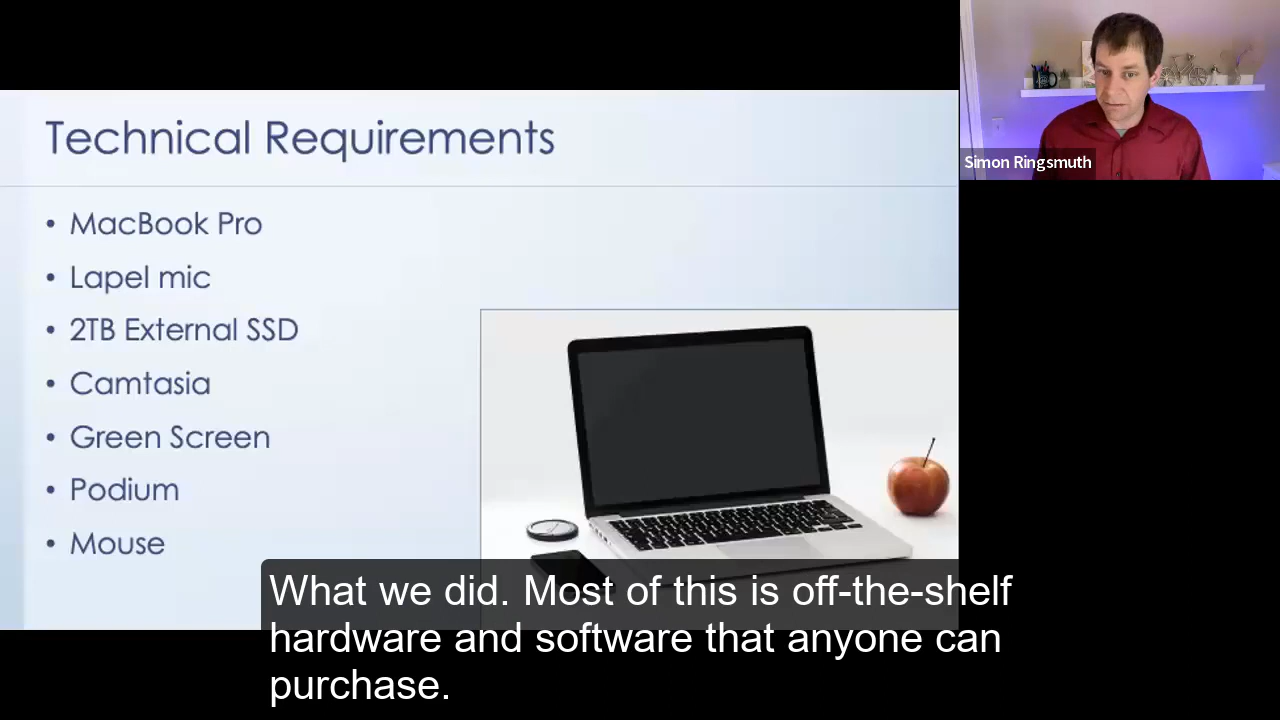 Technical Requirements
• MacBook Pro
• Lapel mic
• 2TB External SSD
• Camtasia
• Green Screen
• Podium
• Mouse
Simon Ringsmuth
What we did. Most of this is off-the-shelf
hardware and software that anyone can
purchase.